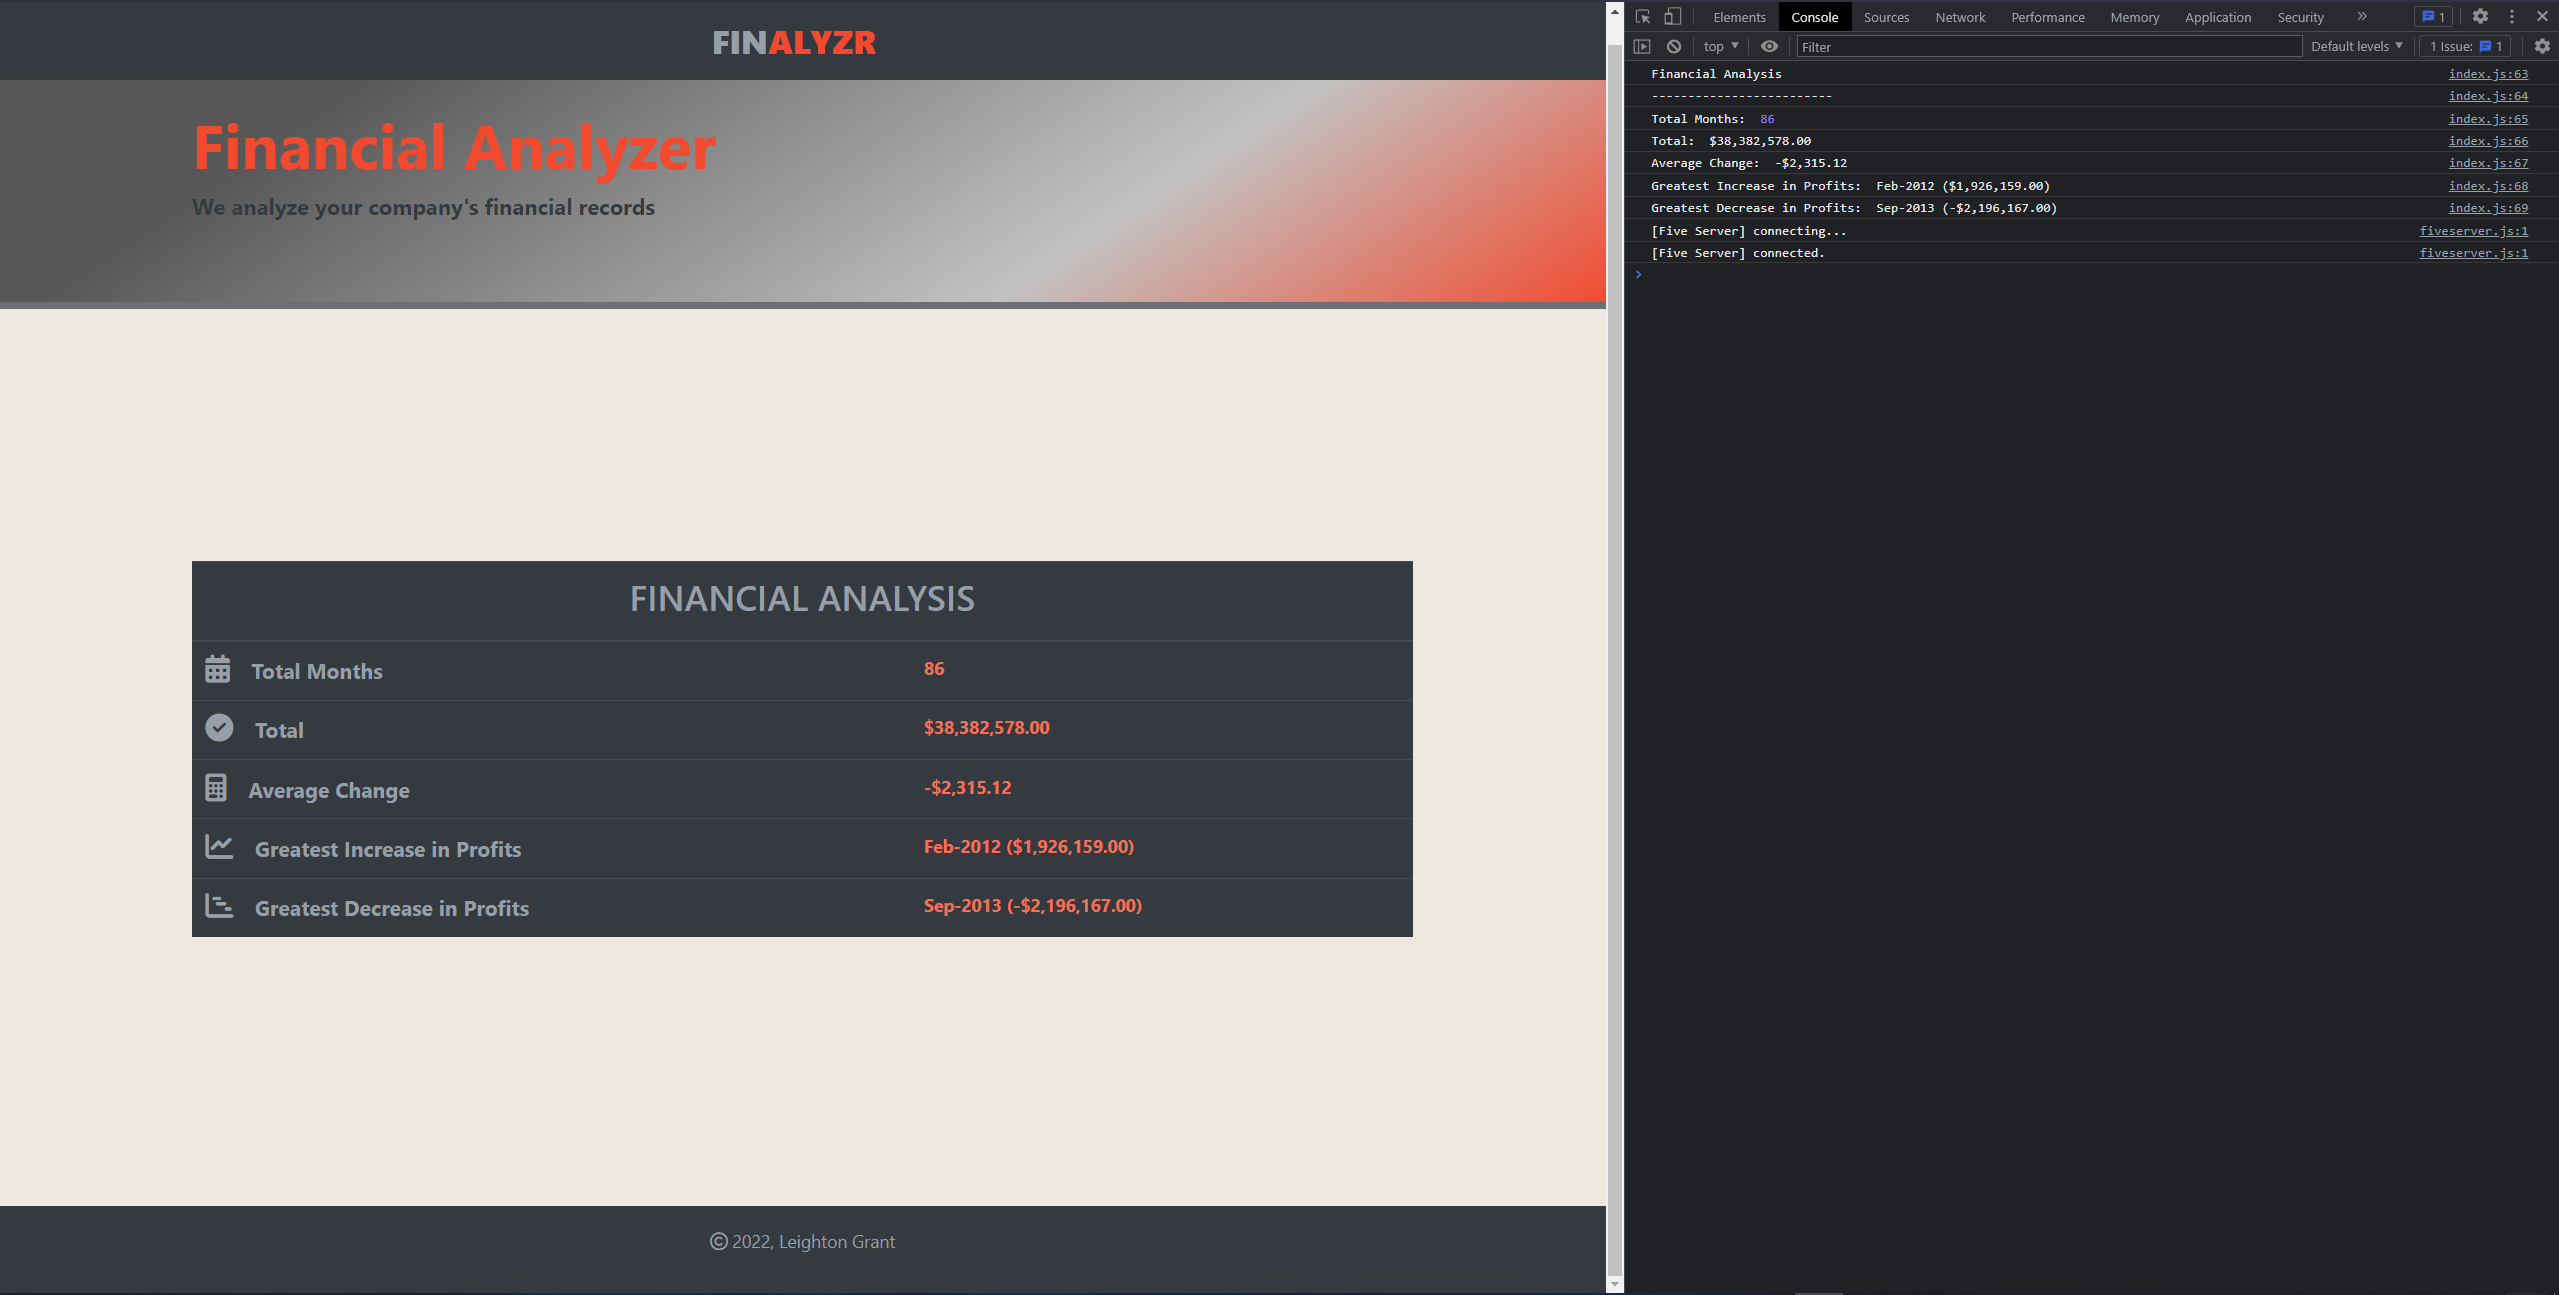 FINALYZR
Financial Analyzer
We analyze your company's financial records
FINANCIAL ANALYSIS
Total Months 86
Total $38,382,578.00
Average Change -$2,315.12
Greatest Increase in Profits Feb-2012 ($1,926,159.00)
Greatest Decrease in Profits Sep-2013 (-$2,196,167.00)
© 2022, Leighton Grant
Elements Console Sources Network Performance Memory Application Security » 1
top ▼ Filter Default levels ▼ 1 Issue: 1
Financial Analysis index.js:63
------------------------- index.js:64
Total Months: 86 index.js:65
Total: $38,382,578.00 index.js:66
Average Change: -$2,315.12 index.js:67
Greatest Increase in Profits: Feb-2012 ($1,926,159.00) index.js:68
Greatest Decrease in Profits: Sep-2013 (-$2,196,167.00) index.js:69
[Five Server] connecting... fiveserver.js:1
[Five Server] connected. fiveserver.js:1